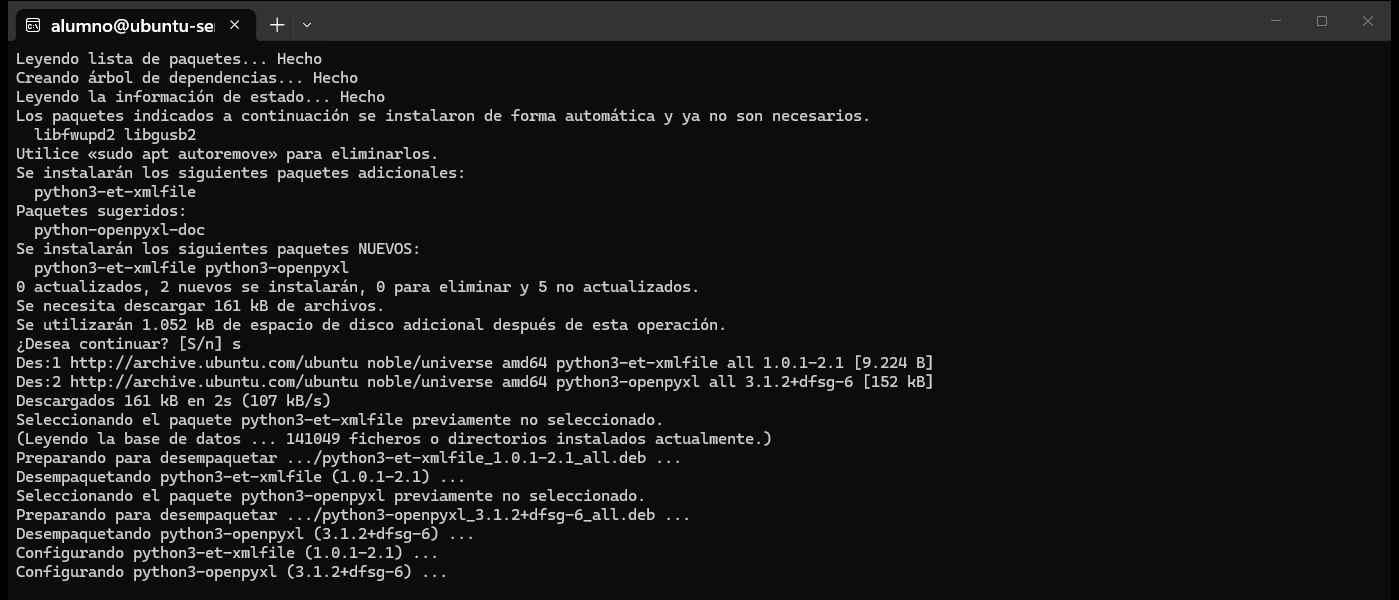 alumno@ubuntu-se
Leyendo lista de paquetes... Hecho
Creando árbol de dependencias... Hecho
Leyendo la información de estado... Hecho
Los paquetes indicados a continuación se instalaron de forma automática y ya no son necesarios.
  libfwupd2 libgusb2
Utilice «sudo apt autoremove» para eliminarlos.
Se instalarán los siguientes paquetes adicionales:
  python3-et-xmlfile
Paquetes sugeridos:
  python-openpyxl-doc
Se instalarán los siguientes paquetes NUEVOS:
  python3-et-xmlfile python3-openpyxl
0 actualizados, 2 nuevos se instalarán, 0 para eliminar y 5 no actualizados.
Se necesita descargar 161 kB de archivos.
Se utilizarán 1.052 kB de espacio de disco adicional después de esta operación.
¿Desea continuar? [S/n] s
Des:1 http://archive.ubuntu.com/ubuntu noble/universe amd64 python3-et-xmlfile all 1.0.1-2.1 [9.224 B]
Des:2 http://archive.ubuntu.com/ubuntu noble/universe amd64 python3-openpyxl all 3.1.2+dfsg-6 [152 kB]
Descargados 161 kB en 2s (107 kB/s)
Seleccionando el paquete python3-et-xmlfile previamente no seleccionado.
(Leyendo la base de datos ... 141049 ficheros o directorios instalados actualmente.)
Preparando para desempaquetar .../python3-et-xmlfile_1.0.1-2.1_all.deb ...
Desempaquetando python3-et-xmlfile (1.0.1-2.1) ...
Seleccionando el paquete python3-openpyxl previamente no seleccionado.
Preparando para desempaquetar .../python3-openpyxl_3.1.2+dfsg-6_all.deb ...
Desempaquetando python3-openpyxl (3.1.2+dfsg-6) ...
Configurando python3-et-xmlfile (1.0.1-2.1) ...
Configurando python3-openpyxl (3.1.2+dfsg-6) ...